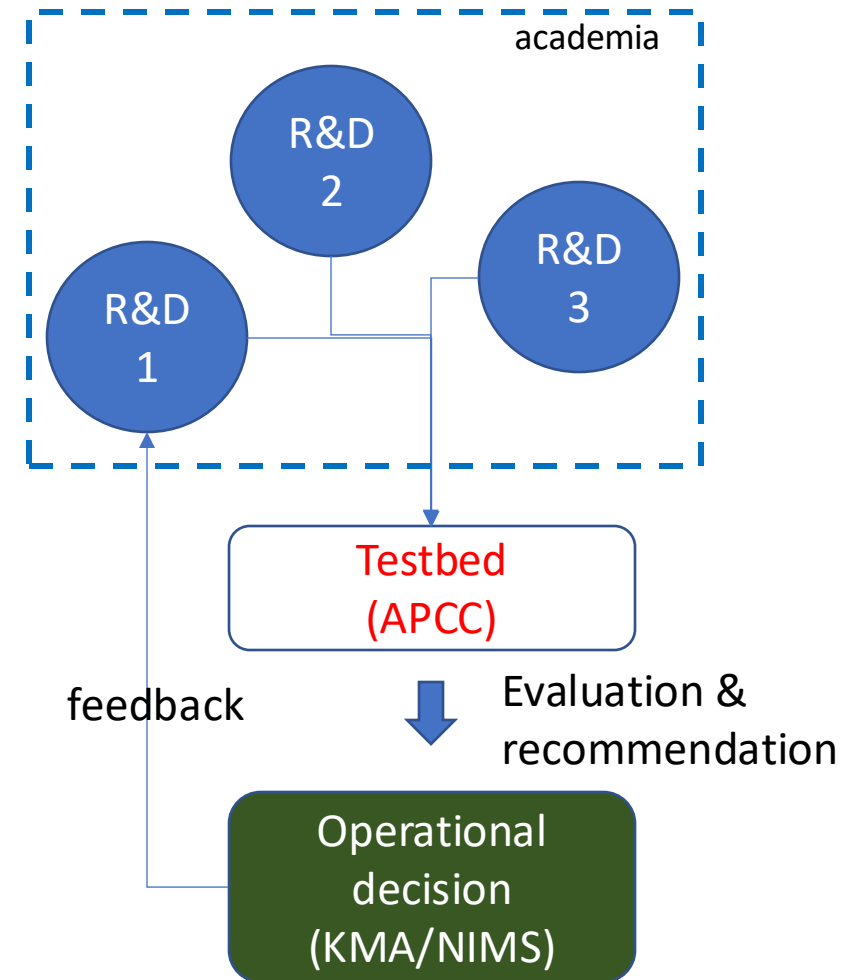 academia
R&D
2
R&D
3
R&D
1
Testbed
(APCC)
feedback
Evaluation &
recommendation
Operational
decision
(KMA/NIMS)